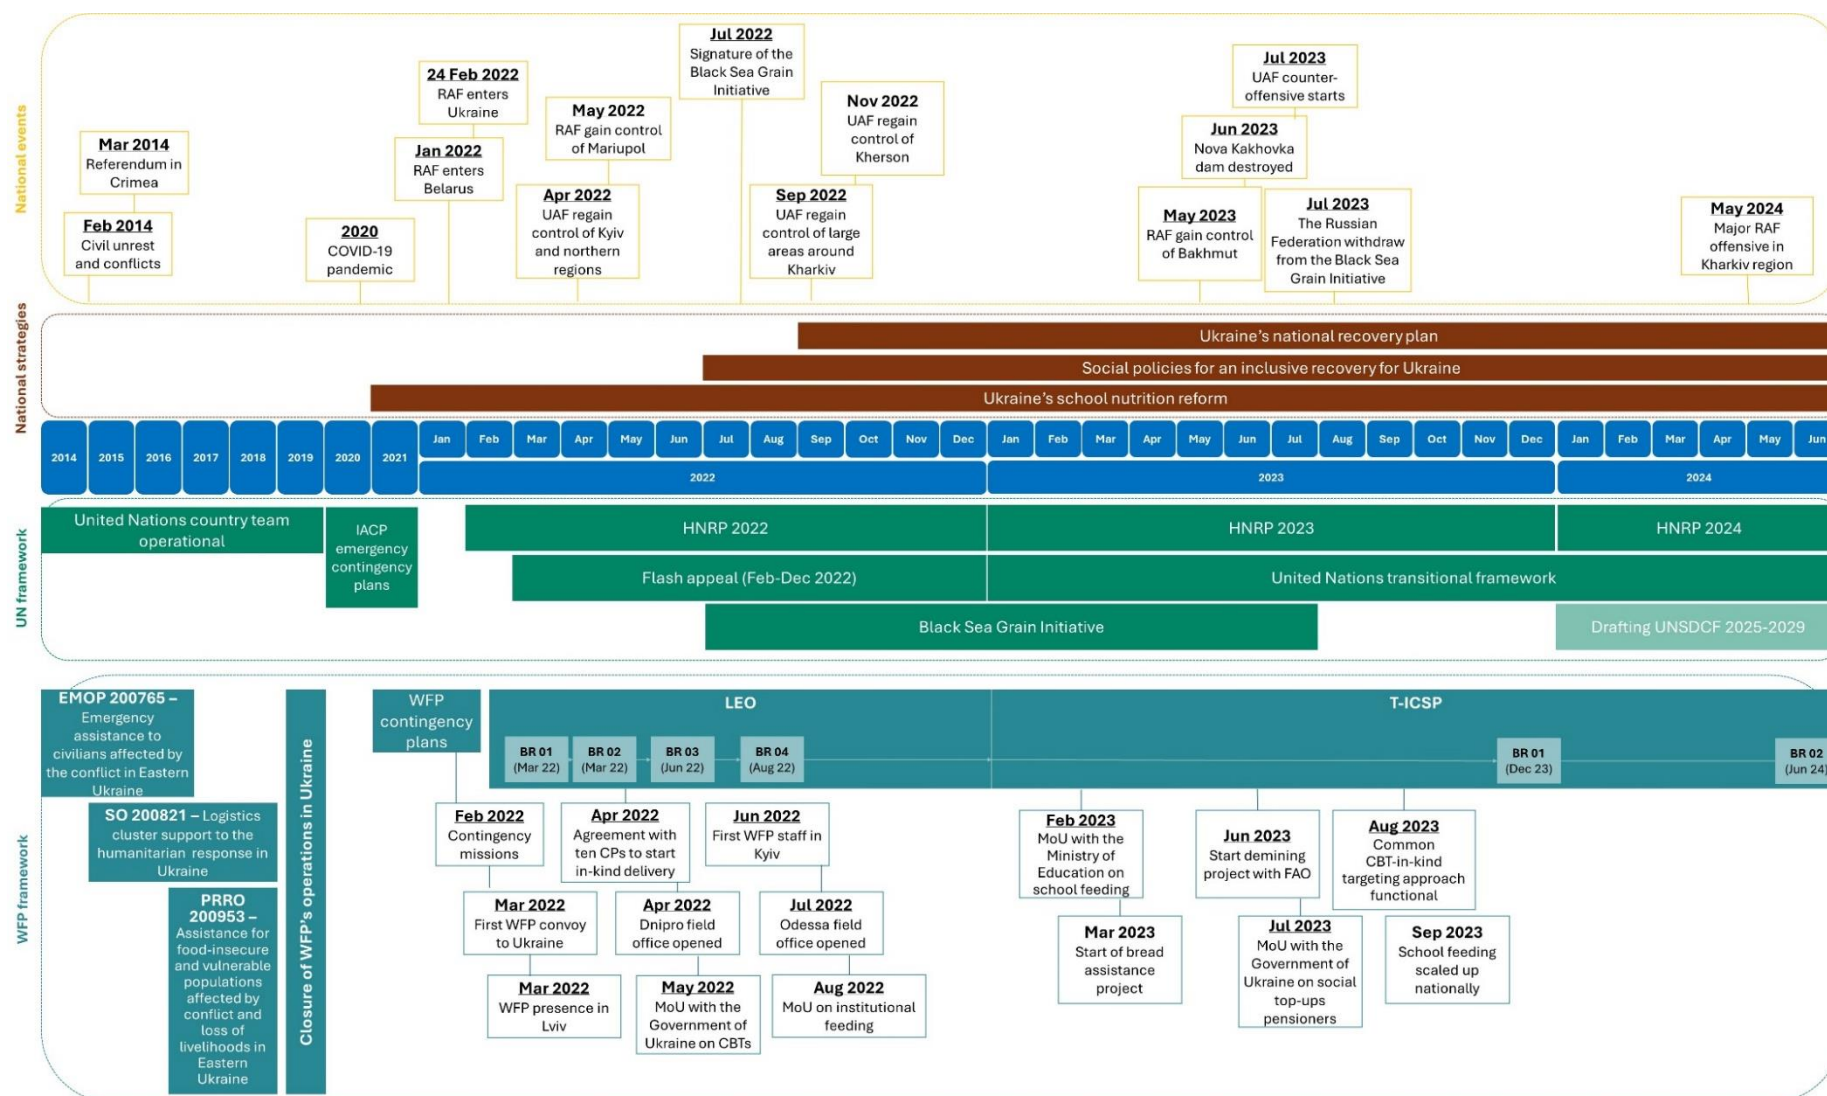 National events
Jul 2022
Signature of the
Black Sea Grain
Initiative
24 Feb 2022
RAF enters
Ukraine
May 2022
RAF gain control
of Mariupol
Nov 2022
UAF regain
control of
Kherson
Jul 2023
UAF counter-
offensive starts
Mar 2014
Referendum in
Crimea
Jan 2022
RAF enters
Belarus
Jun 2023
Nova Kakhovka
dam destroyed
Feb 2014
Civil unrest
and conflicts
2020
COVID-19
pandemic
Apr 2022
UAF regain
control of Kyiv
and northern
regions
Sep 2022
UAF regain
control of large
areas around
Kharkiv
May 2023
RAF gain control
of Bakhmut
Jul 2023
The Russian
Federation withdraw
from the Black Sea
Grain Initiative
May 2024
Major RAF
offensive in
Kharkiv region
National strategies
Ukraine's national recovery plan
Social policies for an inclusive recovery for Ukraine
Ukraine's school nutrition reform
2014 2015 2016 2017 2018 2019 2020 2021
Jan Feb Mar Apr May Jun Jul Aug Sep Oct Nov Dec Jan Feb Mar Apr May Jun Jul Aug Sep Oct Nov Dec Jan Feb Mar Apr May Jun
2022 2023 2024
UN framework
United Nations country team
operational
IACP
emergency
contingency
plans
HNRP 2022
HNRP 2023
HNRP 2024
Flash appeal (Feb-Dec 2022)
United Nations transitional framework
Black Sea Grain Initiative
Drafting UNSDCF 2025-2029
WFP framework
EMOP 200765 –
Emergency
assistance to
civilians affected by
the conflict in Eastern
Ukraine
SO 200821 – Logistics
cluster support to the
humanitarian response in
Ukraine
PRRO
200953 –
Assistance for
food-insecure
and vulnerable
populations
affected by
conflict and
loss of
livelihoods in
Eastern
Ukraine
Closure of WFP's operations in Ukraine
WFP
contingency
plans
LEO
BR 01
(Mar 22)
BR 02
(Mar 22)
BR 03
(Jun 22)
BR 04
(Aug 22)
T-ICSP
BR 01
(Dec 23)
BR 02
(Jun 24)
Feb 2022
Contingency
missions
Apr 2022
Agreement with
ten CPs to start
in-kind delivery
Jun 2022
First WFP staff in
Kyiv
Feb 2023
MoU with the
Ministry of
Education on
school feeding
Jun 2023
Start demining
project with FAO
Aug 2023
Common
CBT-in-kind
targeting approach
functional
Mar 2022
First WFP convoy
to Ukraine
Apr 2022
Dnipro field
office opened
Jul 2022
Odessa field
office opened
Mar 2023
Start of bread
assistance
project
Jul 2023
MoU with the
Government of
Ukraine on social
top-ups
pensioners
Sep 2023
School feeding
scaled up
nationally
Mar 2022
WFP presence in
Lviv
May 2022
MoU with the
Government of
Ukraine on CBTs
Aug 2022
MoU on institutional
feeding